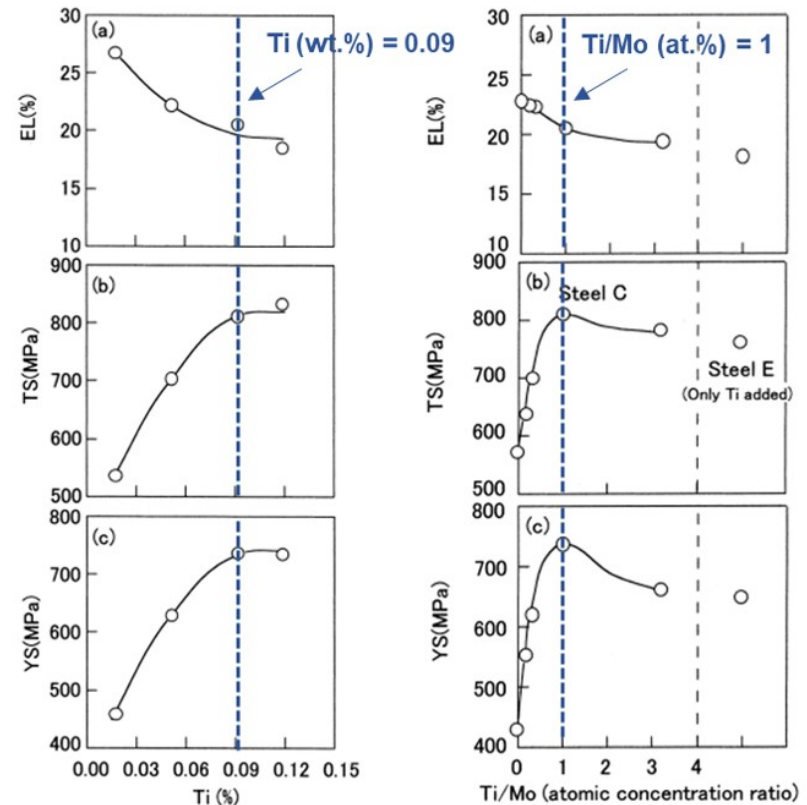 Ti (wt.%) = 0.09
(a)
EL(%)
30
25
20
15
10
(b)
TS(MPa)
900
800
700
600
500
(c)
YS(MPa)
800
700
600
500
400
0.00 0.03 0.06 0.09 0.12 0.15
Ti (%)
Ti/Mo (at.%) = 1
(a)
EL(%)
30
25
20
15
10
(b)
Steel C
TS(MPa)
900
800
700
600
500
Steel E
(Only Ti added)
(c)
YS(MPa)
800
700
600
500
400
0 1 2 3 4
Ti/Mo (atomic concentration ratio)